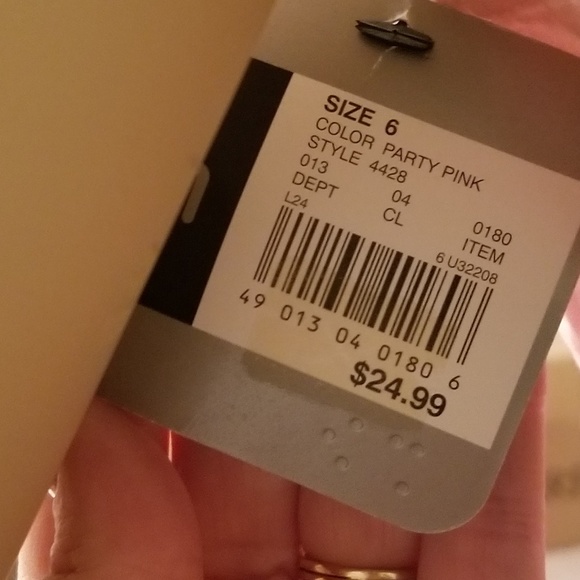 SIZE 6
COLOR PARTY PINK
STYLE 4428
013 04 0180
DEPT CL ITEM
L24 6 U32208
49 013 04 0180 6
$24.99